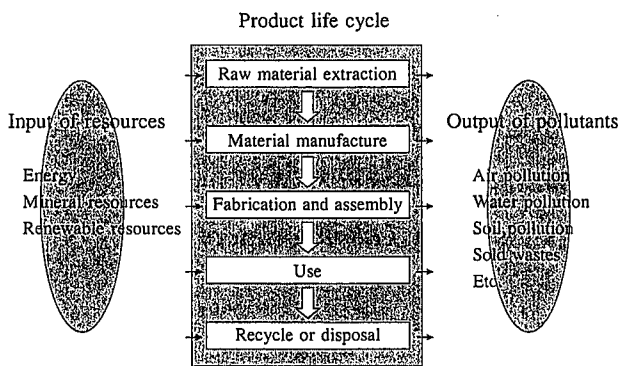 Product life cycle
Raw material extraction
Material manufacture
Fabrication and assembly
Use
Recycle or disposal
Input of resources
Energy
Mineral resources
Renewable resources
Output of pollutants
Air pollution
Water pollution
Soil pollution
Sold wastes
Etc